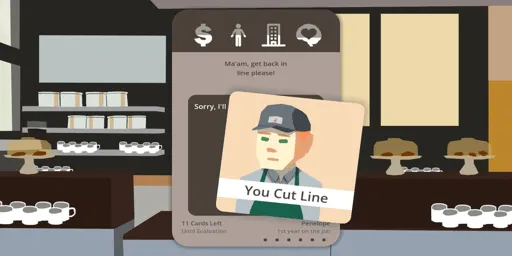 $
Ma'am, get back in
line please!
Sorry, I'll
You Cut Line
11 Cards Left
Until Evaluation
Penelope
1st year on the job